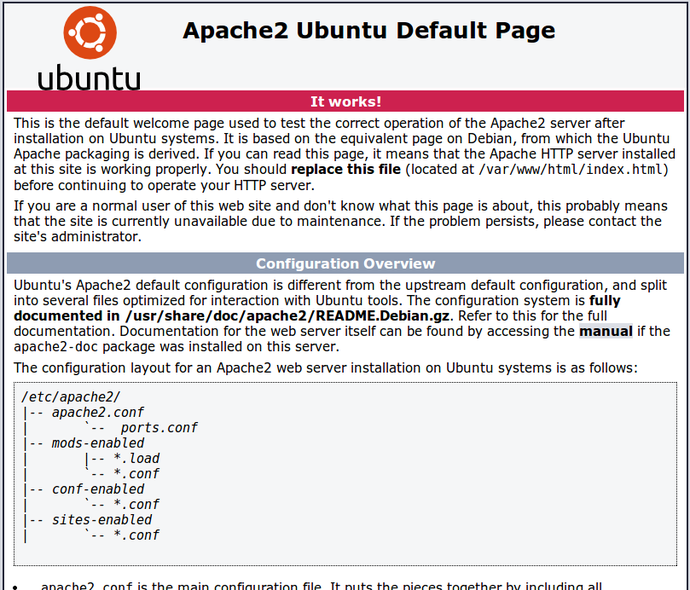 ubuntu
Apache2 Ubuntu Default Page
It works!
This is the default welcome page used to test the correct operation of the Apache2 server after
installation on Ubuntu systems. It is based on the equivalent page on Debian, from which the Ubuntu
Apache packaging is derived. If you can read this page, it means that the Apache HTTP server installed
at this site is working properly. You should replace this file (located at /var/www/html/index.html)
before continuing to operate your HTTP server.
If you are a normal user of this web site and don't know what this page is about, this probably means
that the site is currently unavailable due to maintenance. If the problem persists, please contact the
site's administrator.
Configuration Overview
Ubuntu's Apache2 default configuration is different from the upstream default configuration, and split
into several files optimized for interaction with Ubuntu tools. The configuration system is fully
documented in /usr/share/doc/apache2/README.Debian.gz. Refer to this for the full
documentation. Documentation for the web server itself can be found by accessing the manual if the
apache2-doc package was installed on this server.
The configuration layout for an Apache2 web server installation on Ubuntu systems is as follows:
/etc/apache2/
|-- apache2.conf
|       `--  ports.conf
|-- mods-enabled
|       |-- *.load
|       `-- *.conf
|-- conf-enabled
|       `-- *.conf
|-- sites-enabled
|       `-- *.conf
• apache2.conf is the main configuration file. It puts the pieces together by including all